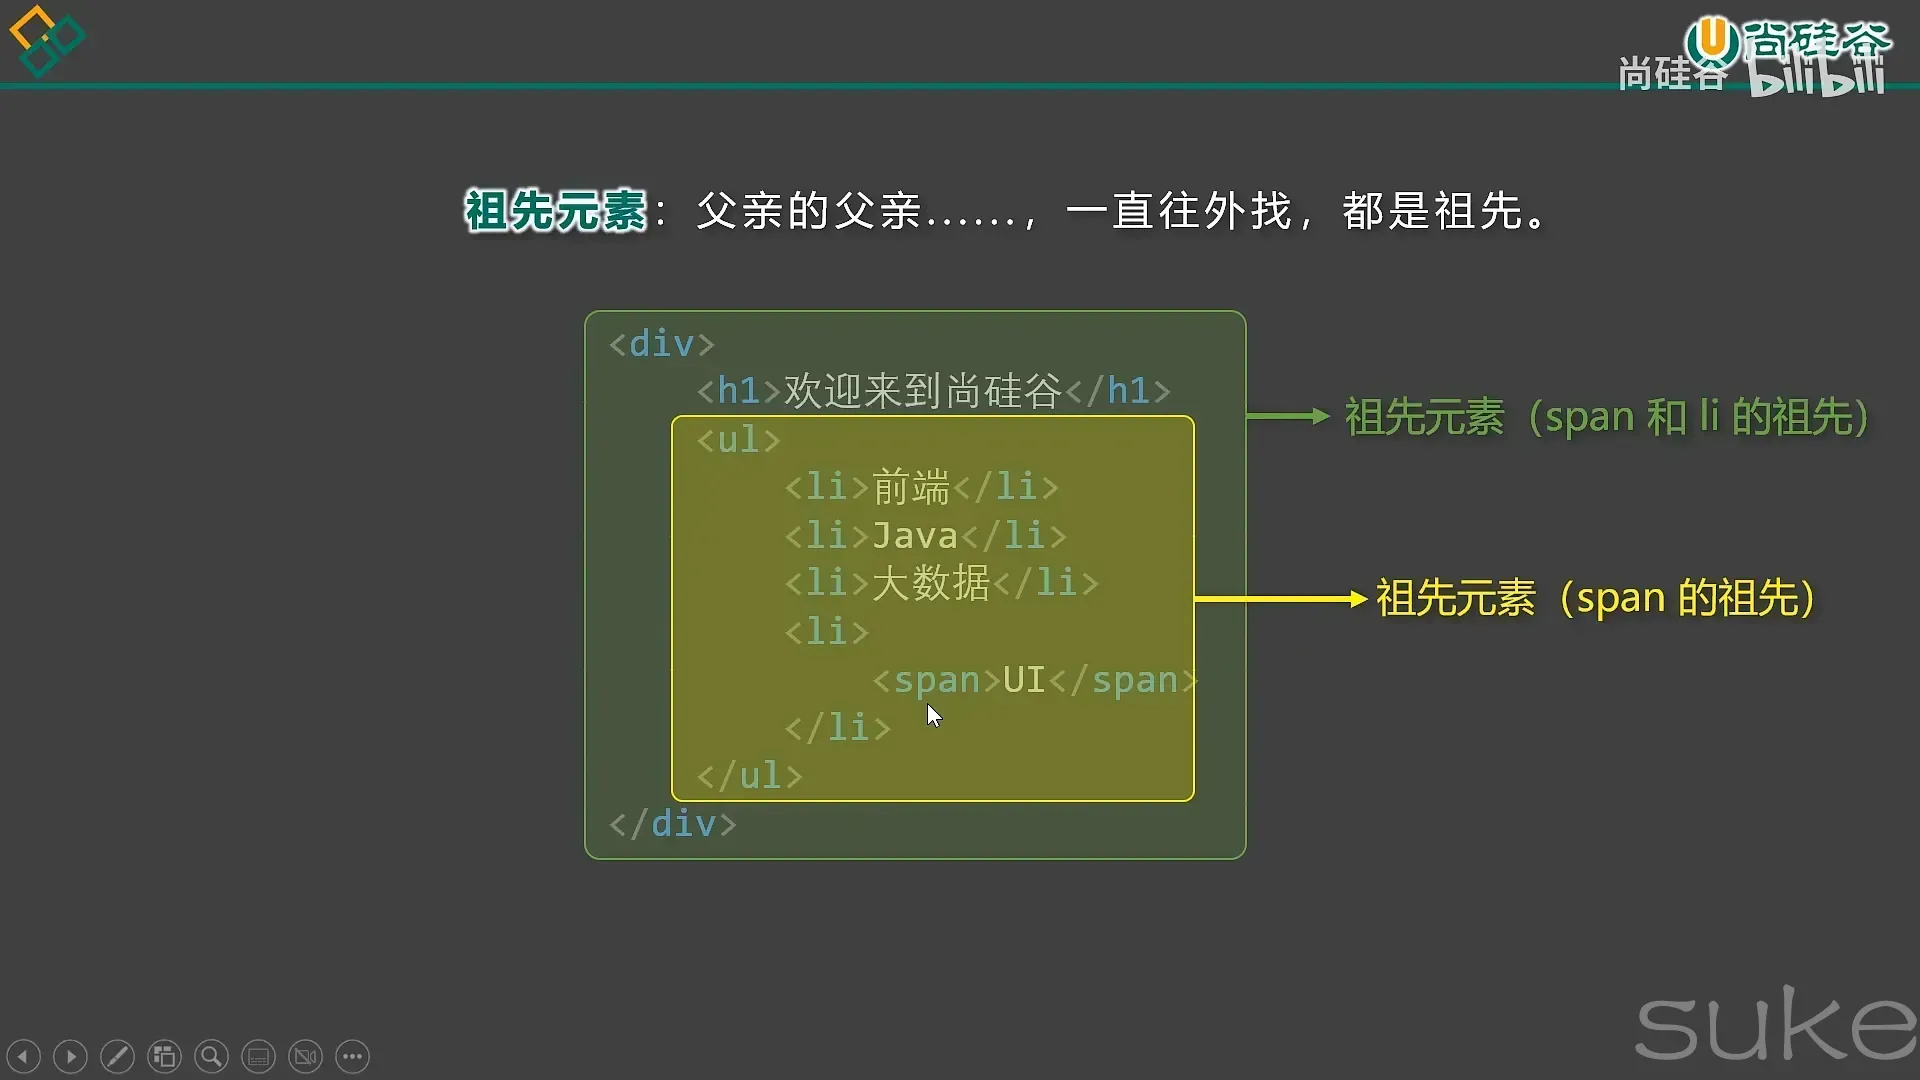 尚硅谷
尚硅谷 bilibili
祖先元素：父亲的父亲......，一直往外找，都是祖先。
<div>
<h1>欢迎来到尚硅谷</h1>
祖先元素（span 和 li 的祖先）
<ul>
<li>前端</li>
<li>Java</li>
<li>大数据</li>
祖先元素（span 的祖先）
<li>
<span>UI</span>
</li>
</ul>
</div>
suke